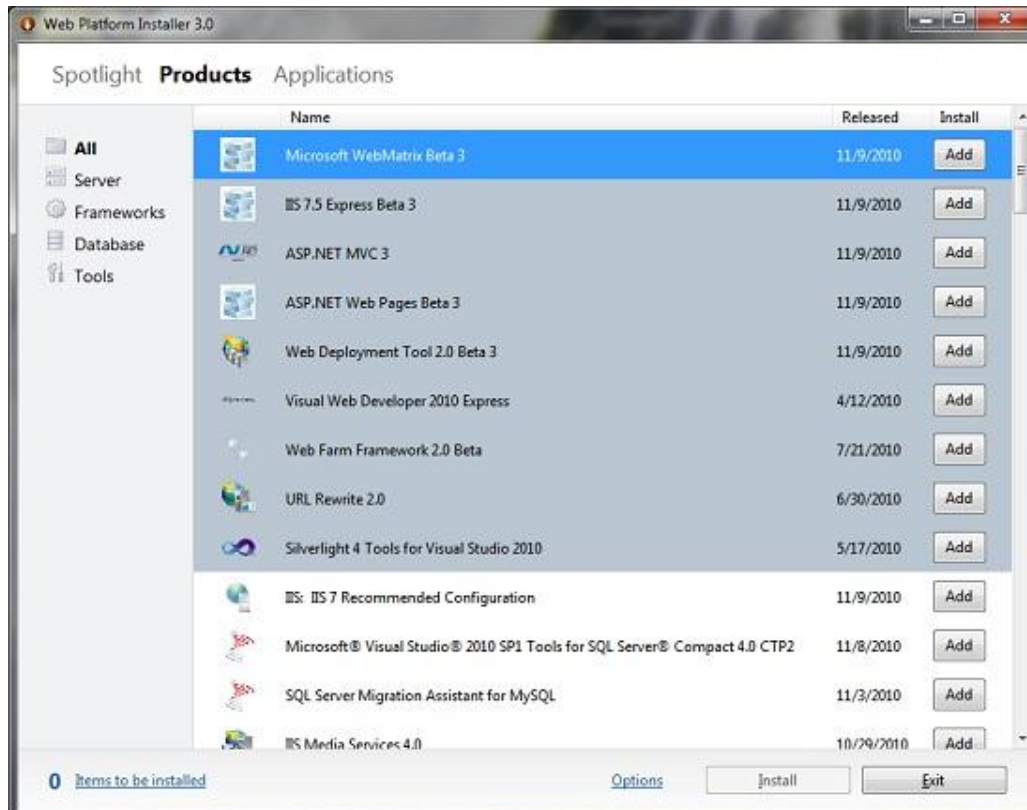 Web Platform Installer 3.0
Spotlight Products Applications
Name Released Install
All
Server
Frameworks
Database
Tools
Microsoft WebMatrix Beta 3 11/9/2010 Add
IIS 7.5 Express Beta 3 11/9/2010 Add
ASP.NET MVC 3 11/9/2010 Add
ASP.NET Web Pages Beta 3 11/9/2010 Add
Web Deployment Tool 2.0 Beta 3 11/9/2010 Add
Visual Web Developer 2010 Express 4/12/2010 Add
Web Farm Framework 2.0 Beta 7/21/2010 Add
URL Rewrite 2.0 6/30/2010 Add
Silverlight 4 Tools for Visual Studio 2010 5/17/2010 Add
IIS: IIS 7 Recommended Configuration 11/9/2010 Add
Microsoft® Visual Studio® 2010 SP1 Tools for SQL Server® Compact 4.0 CTP2 11/8/2010 Add
SQL Server Migration Assistant for MySQL 11/3/2010 Add
IIS Media Services 4.0 10/29/2010 Add
0 Items to be installed Options Install Exit